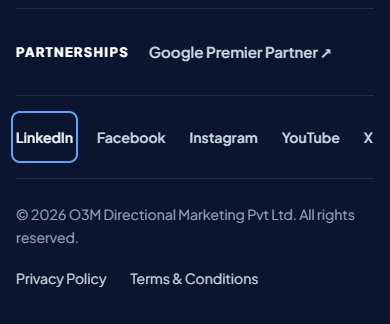 PARTNERSHIPS Google Premier Partner ↗
LinkedIn Facebook Instagram YouTube X
© 2026 O3M Directional Marketing Pvt Ltd. All rights
reserved.
Privacy Policy Terms & Conditions